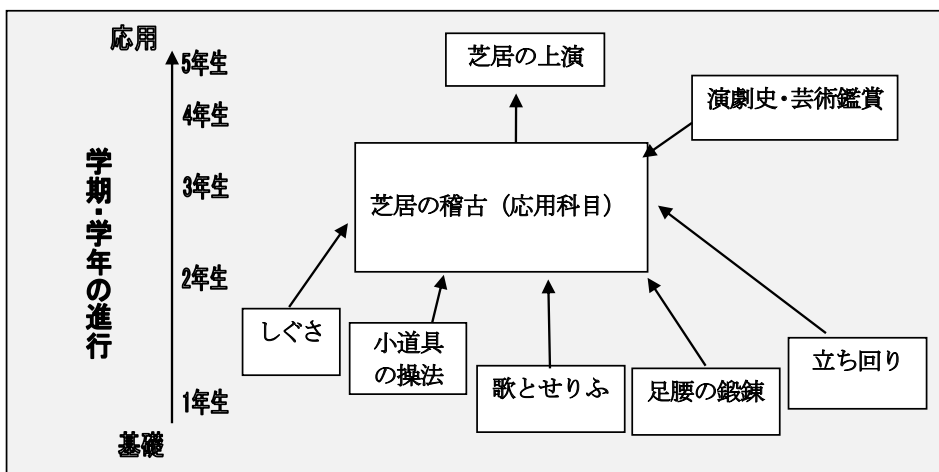 応用
5年生
4年生
3年生
2年生
1年生
基礎
学期・学年の進行
芝居の上演
演劇史・芸術鑑賞
芝居の稽古（応用科目）
しぐさ
小道具
の操法
歌とせりふ
足腰の鍛錬
立ち回り